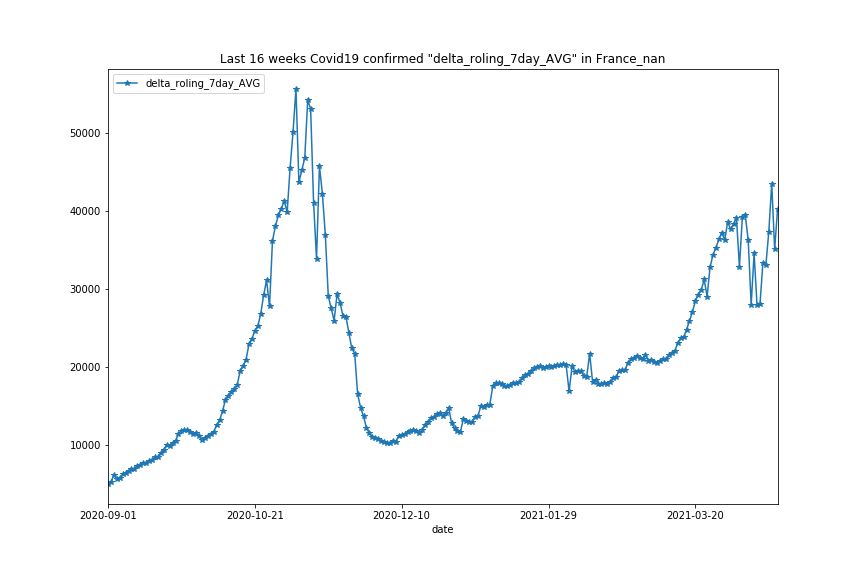 Last 16 weeks Covid19 confirmed "delta_roling_7day_AVG" in France_nan
delta_roling_7day_AVG
50000
40000
30000
20000
10000
2020-09-01 2020-10-21 2020-12-10 2021-01-29 2021-03-20
date